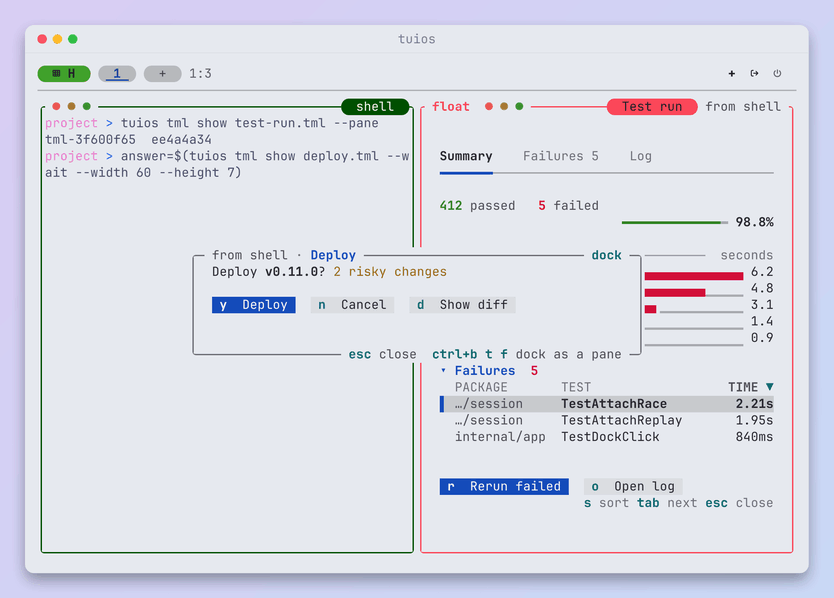 tuios
H 1 + 1:3 +
shell
project > tuios tml show test-run.tml --pane
tml-3f600f65 ee4a4a34
project > answer=$(tuios tml show deploy.tml --w
ait --width 60 --height 7)
float Test run from shell
Summary Failures 5 Log
412 passed 5 failed
98.8%
seconds
6.2
4.8
3.1
1.4
0.9
from shell · Deploy dock
Deploy v0.11.0? 2 risky changes
y Deploy n Cancel d Show diff
esc close ctrl+b t f dock as a pane
▾ Failures 5
PACKAGE TEST TIME ▼
…/session TestAttachRace 2.21s
…/session TestAttachReplay 1.95s
internal/app TestDockClick 840ms
r Rerun failed o Open log
s sort tab next esc close